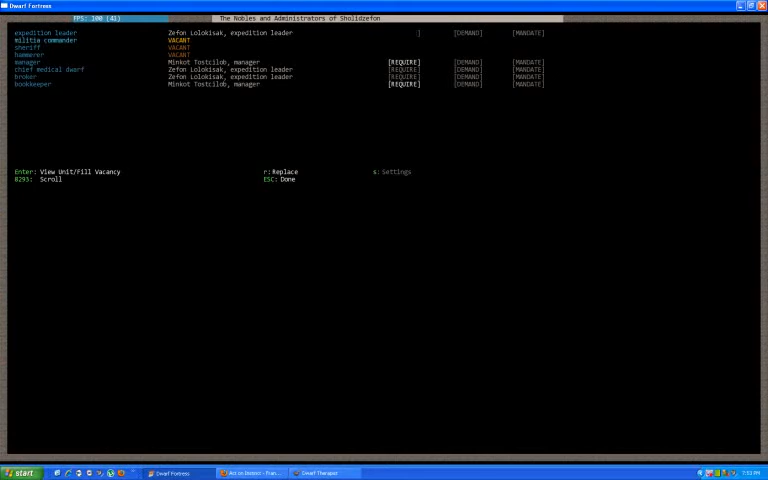 Dwarf Fortress
FPS: 100 (41)
The Nobles and Administrators of Sholidzefon
expedition leader Zefon Lolokisak, expedition leader [DEMAND] [MANDATE]
militia commander VACANT
sheriff VACANT
hammerer VACANT
manager Minkot Tostcilob, manager [REQUIRE] [DEMAND] [MANDATE]
chief medical dwarf Zefon Lolokisak, expedition leader [REQUIRE] [DEMAND] [MANDATE]
broker Zefon Lolokisak, expedition leader [REQUIRE] [DEMAND] [MANDATE]
bookkeeper Minkot Tostcilob, manager [REQUIRE] [DEMAND] [MANDATE]
Enter: View Unit/Fill Vacancy r: Replace s: Settings
8293: Scroll ESC: Done
start Dwarf Fortress Act on Instinct - Fran... Dwarf Therapist 7:53 PM